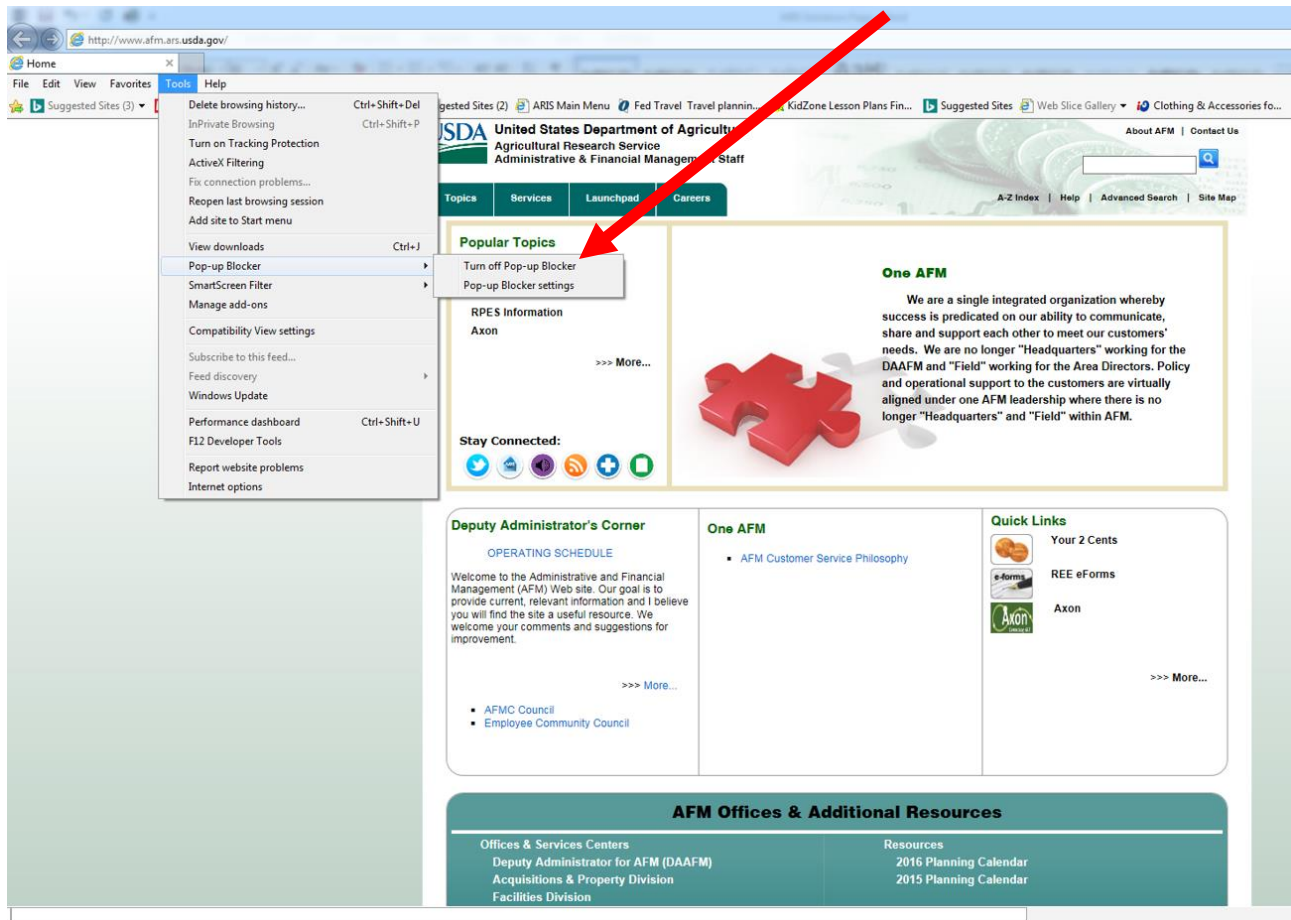 http://www.afm.ars.usda.gov/
Home
File Edit View Favorites Tools Help
Suggested Sites (3)
gested Sites (2) ARIS Main Menu Fed Travel Travel plannin... KidZone Lesson Plans Fin... Suggested Sites Web Slice Gallery Clothing & Accessories fo...
Delete browsing history... Ctrl+Shift+Del
InPrivate Browsing Ctrl+Shift+P
Turn on Tracking Protection
ActiveX Filtering
Fix connection problems...
Reopen last browsing session
Add site to Start menu
View downloads Ctrl+J
Pop-up Blocker
SmartScreen Filter
Manage add-ons
Compatibility View settings
Subscribe to this feed...
Feed discovery
Windows Update
Performance dashboard Ctrl+Shift+U
F12 Developer Tools
Report website problems
Internet options
Turn off Pop-up Blocker
Pop-up Blocker settings
USDA
United States Department of Agricultu
Agricultural Research Service
Administrative & Financial Management Staff
About AFM | Contact Us
A-Z Index | Help | Advanced Search | Site Map
Topics Services Launchpad Careers
Popular Topics
RPES Information
Axon
>>> More...
Stay Connected:
One AFM
We are a single integrated organization whereby
success is predicated on our ability to communicate,
share and support each other to meet our customers'
needs. We are no longer "Headquarters" working for the
DAAFM and "Field" working for the Area Directors. Policy
and operational support to the customers are virtually
aligned under one AFM leadership where there is no
longer "Headquarters" and "Field" within AFM.
Deputy Administrator's Corner
OPERATING SCHEDULE
Welcome to the Administrative and Financial
Management (AFM) Web site. Our goal is to
provide current, relevant information and I believe
you will find the site a useful resource. We
welcome your comments and suggestions for
improvement.
>>> More...
AFMC Council
Employee Community Council
One AFM
AFM Customer Service Philosophy
Quick Links
Your 2 Cents
e-forms
REE eForms
Axon
Axon
>>> More...
AFM Offices & Additional Resources
Offices & Services Centers
Deputy Administrator for AFM (DAAFM)
Acquisitions & Property Division
Facilities Division
Resources
2016 Planning Calendar
2015 Planning Calendar